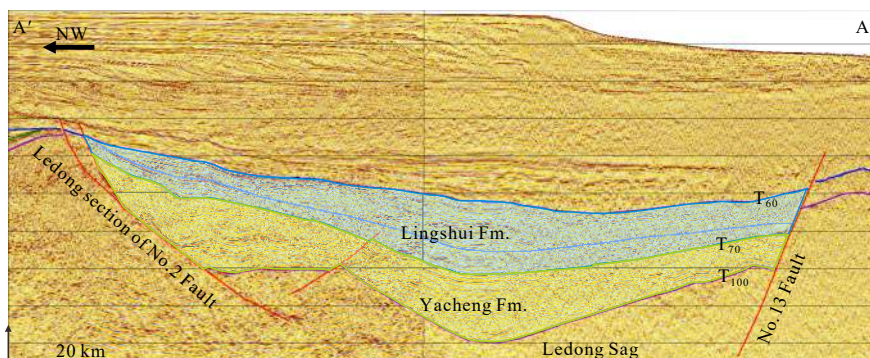 A′
NW
A
Ledong section of No. 2 Fault
T60
Lingshui Fm.
T70
T100
Yacheng Fm.
No. 13 Fault
20 km
Ledong Sag